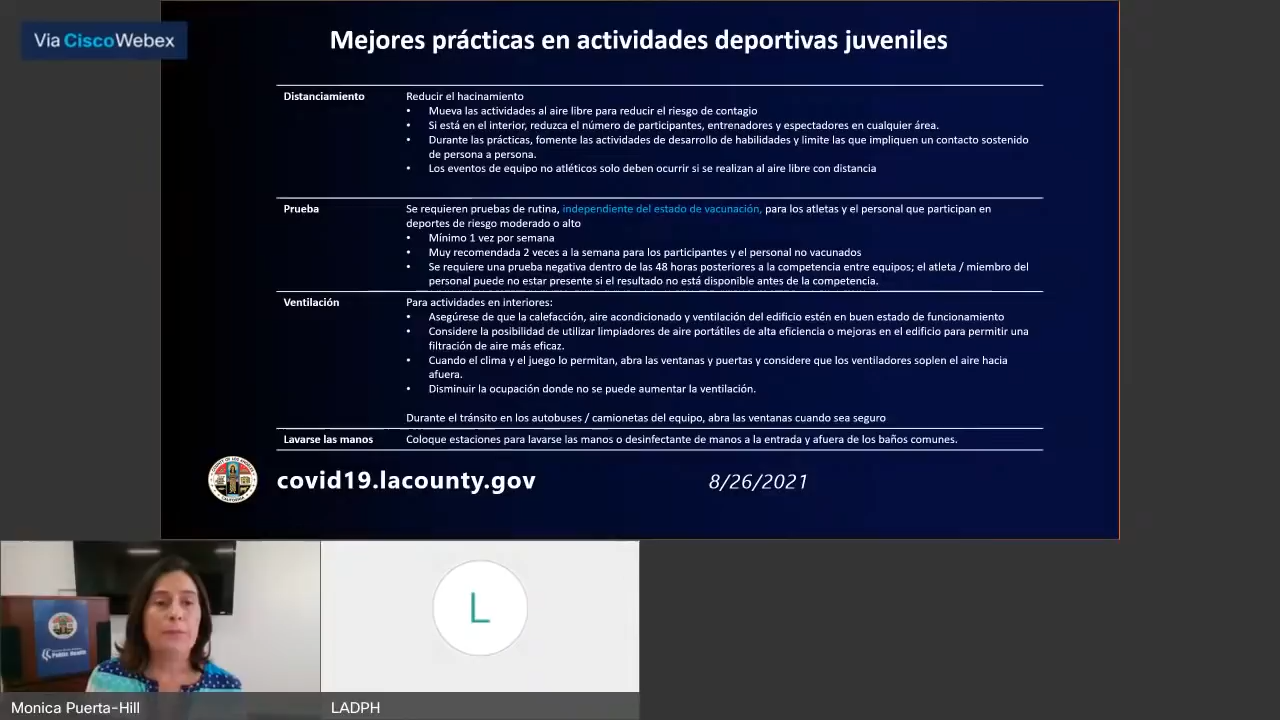 Via Cisco Webex
Mejores prácticas en actividades deportivas juveniles
Distanciamiento
Reducir el hacinamiento
• Mueva las actividades al aire libre para reducir el riesgo de contagio
• Si está en el interior, reduzca el número de participantes, entrenadores y espectadores en cualquier área.
• Durante las prácticas, fomente las actividades de desarrollo de habilidades y limite las que impliquen un contacto sostenido
de persona a persona.
• Los eventos de equipo no atléticos solo deben ocurrir si se realizan al aire libre con distancia
Prueba
Se requieren pruebas de rutina, independiente del estado de vacunación, para los atletas y el personal que participan en
deportes de riesgo moderado o alto
• Mínimo 1 vez por semana
• Muy recomendada 2 veces a la semana para los participantes y el personal no vacunados
• Se requiere una prueba negativa dentro de las 48 horas posteriores a la competencia entre equipos; el atleta / miembro del
personal puede no estar presente si el resultado no está disponible antes de la competencia.
Ventilación
Para actividades en interiores:
• Asegúrese de que la calefacción, aire acondicionado y ventilación del edificio estén en buen estado de funcionamiento
• Considere la posibilidad de utilizar limpiadores de aire portátiles de alta eficiencia o mejoras en el edificio para permitir una
filtración de aire más eficaz.
• Cuando el clima y el juego lo permitan, abra las ventanas y puertas y considere que los ventiladores soplen el aire hacia
afuera.
• Disminuir la ocupación donde no se puede aumentar la ventilación.
Durante el tránsito en los autobuses / camionetas del equipo, abra las ventanas cuando sea seguro
Lavarse las manos
Coloque estaciones para lavarse las manos o desinfectante de manos a la entrada y afuera de los baños comunes.
covid19.lacounty.gov
8/26/2021
Public Health
L
Monica Puerta-Hill
LADPH